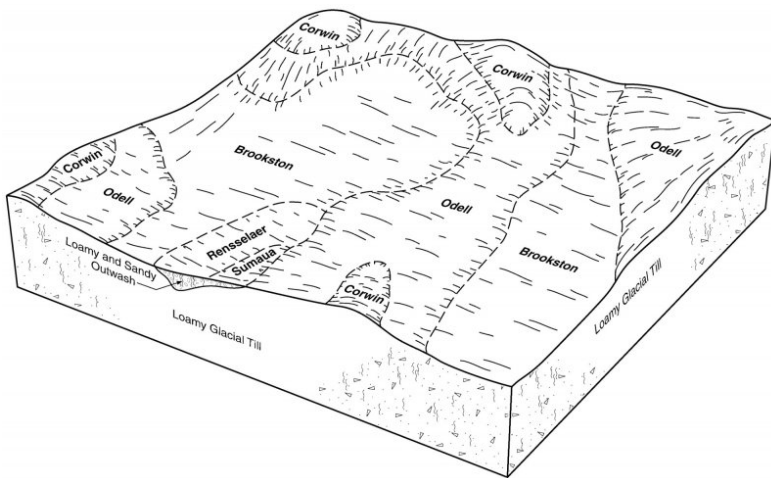 Corwin
Corwin
Corwin
Odell
Brookston
Odell
Odell
Brookston
Rensselaer
Sumaua
Corwin
Loamy and Sandy
Outwash
Loamy Glacial Till
Loamy Glacial Till